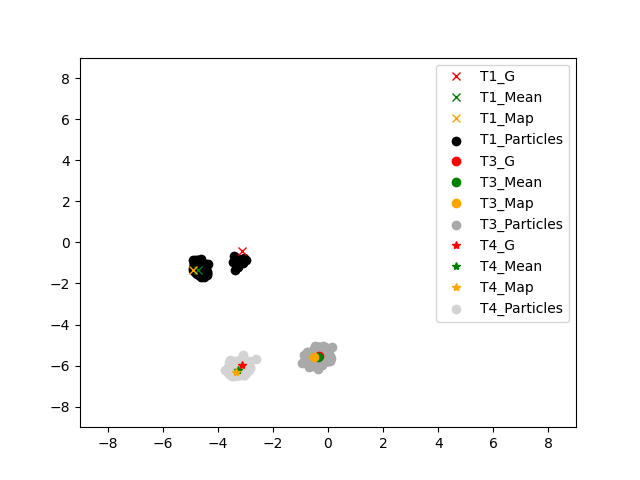 8
6
4
2
0
−2
−4
−6
−8
−8
−6
−4
−2
0
2
4
6
8
T1_G
T1_Mean
T1_Map
T1_Particles
T3_G
T3_Mean
T3_Map
T3_Particles
T4_G
T4_Mean
T4_Map
T4_Particles